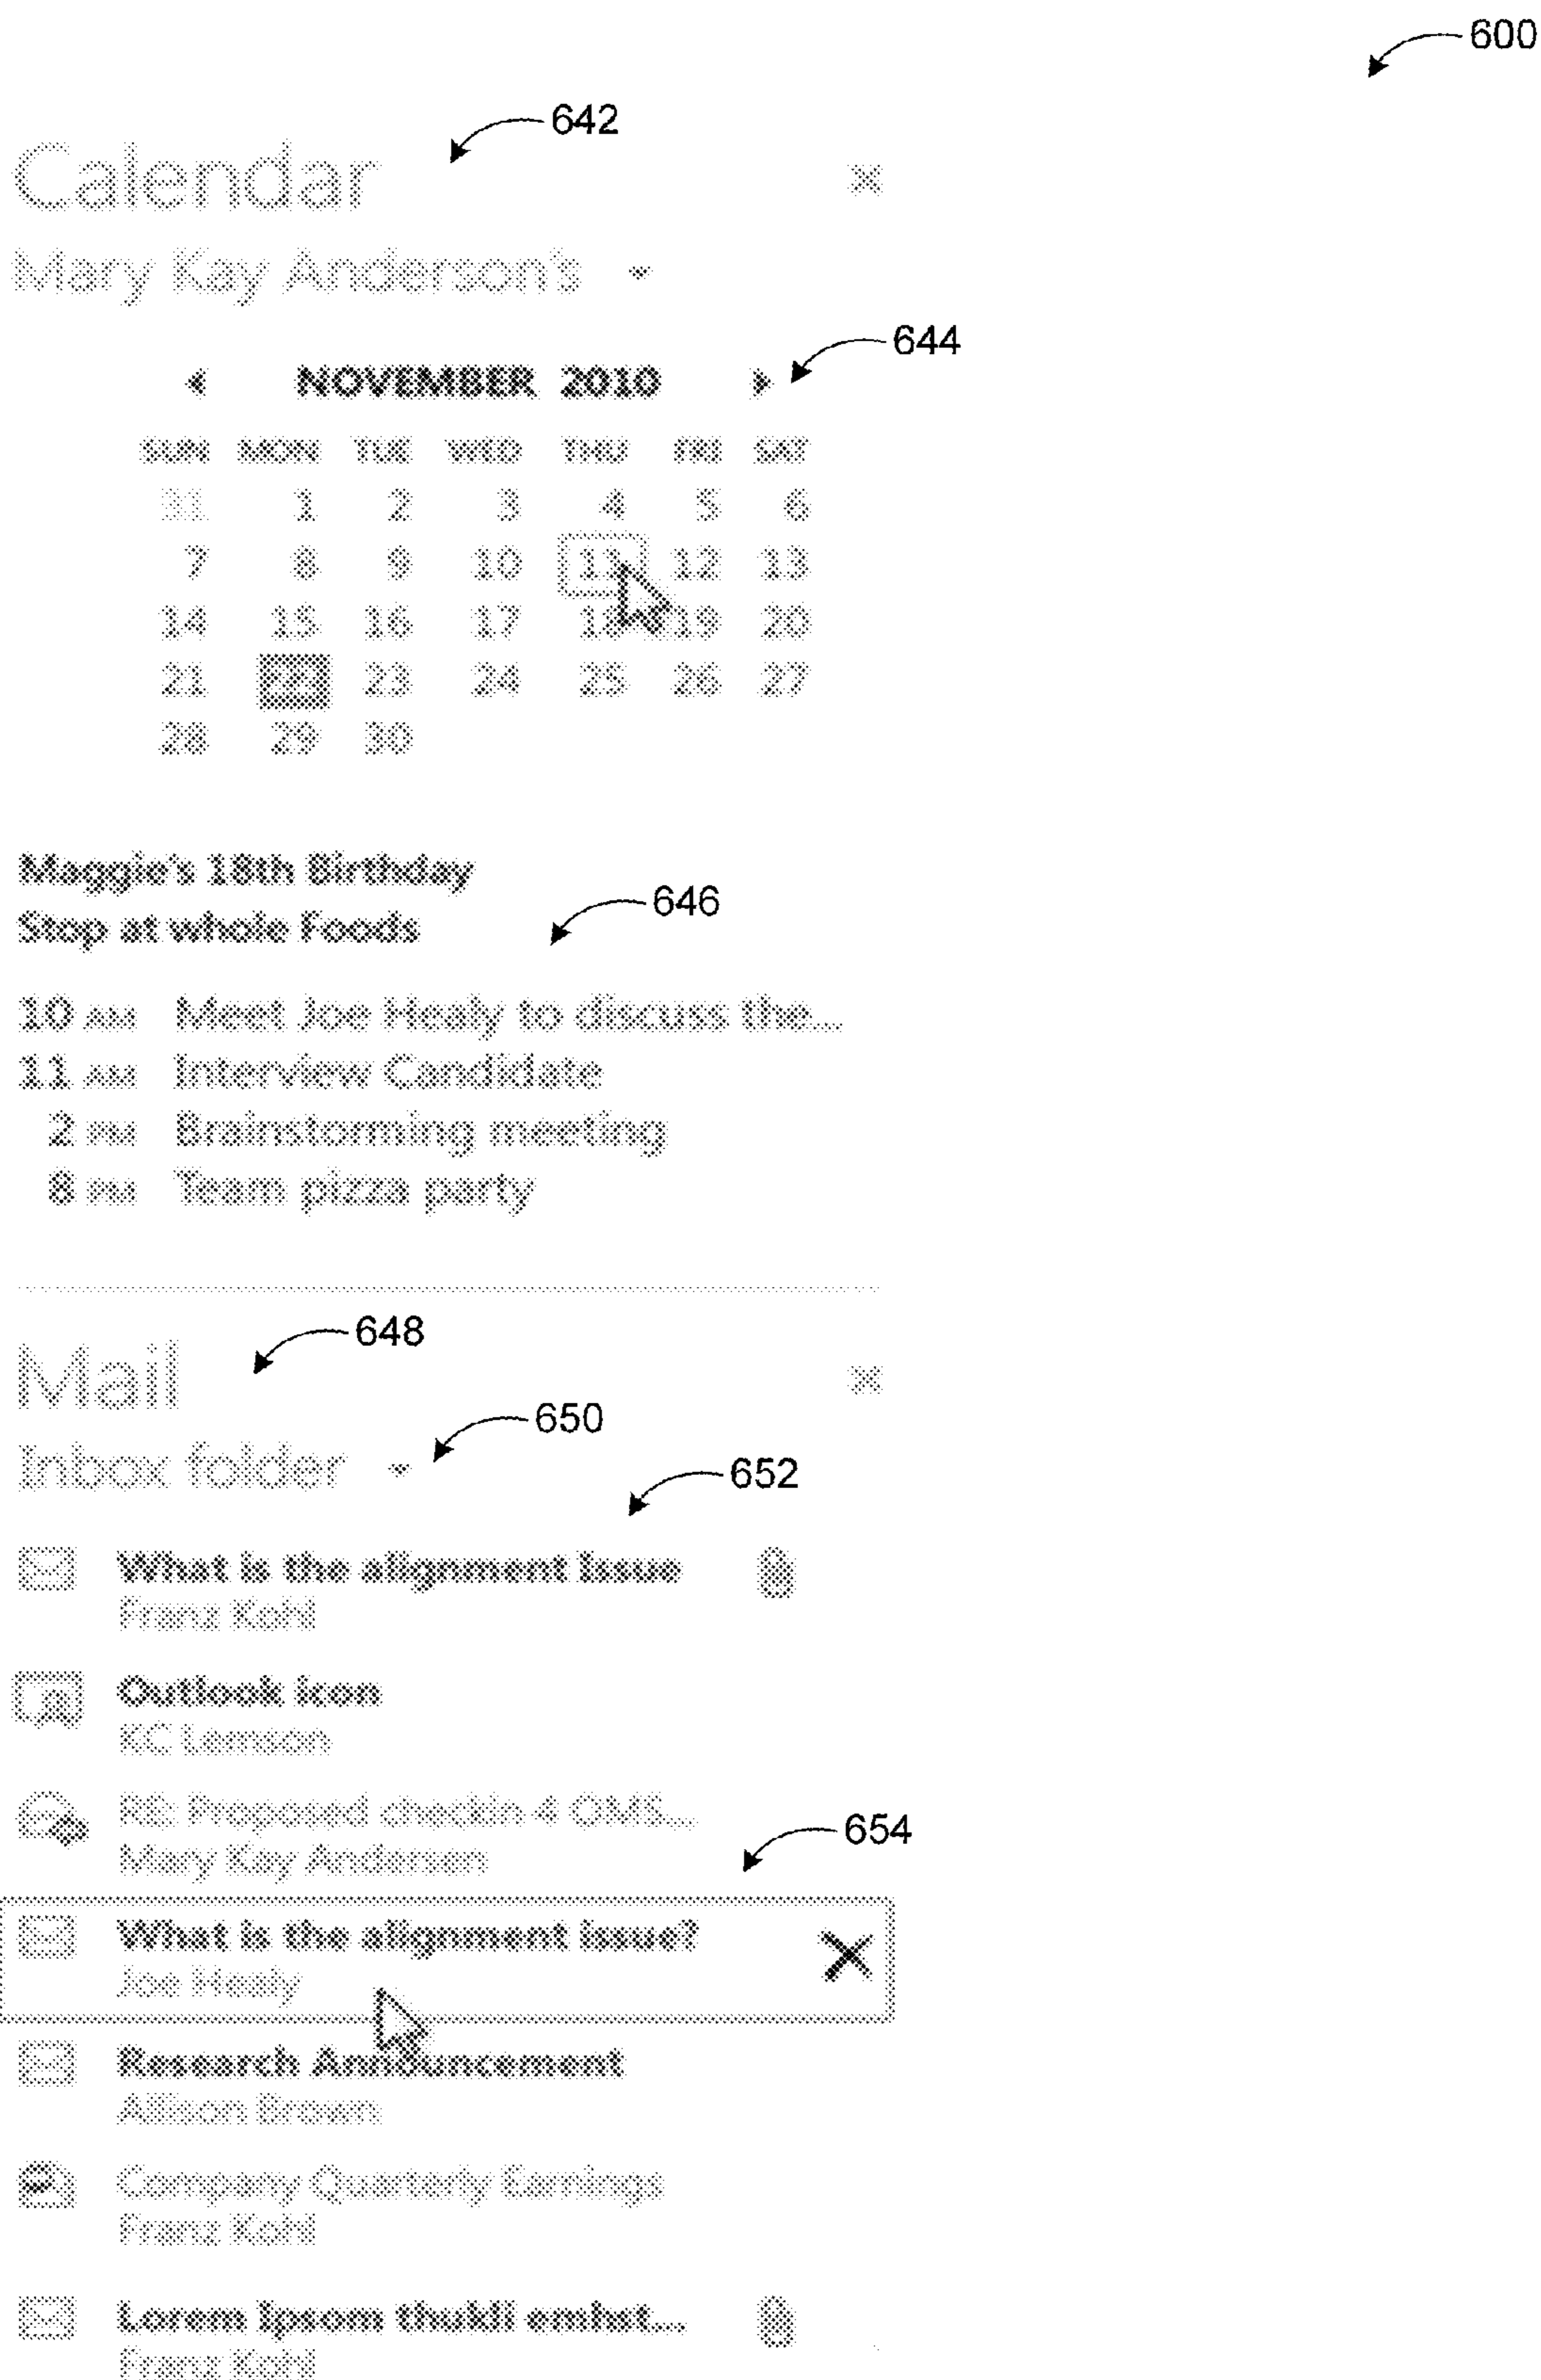 600
642
Calendar
Mary Kay Anderson's
644
NOVEMBER 2010
SUN MON TUE WED THU FRI SAT
31 1 2 3 4 5 6
7 8 9 10 11 12 13
14 15 16 17 18 19 20
21 22 23 24 25 26 27
28 29 30
Maggie's 18th Birthday
646
Stop at whole Foods
10 AM Meet Joe Healy to discuss the...
11 AM Interview Candidate
2 PM Brainstorming meeting
8 PM Team pizza party
648
Mail
650
Inbox folder
652
What is the alignment issue
Franz Kohl
Outlook icon
KC Lemson
RE: Proposed checkin 4 OMS...
654
Mary Kay Andersen
What is the alignment issue?
Joe Healy
Research Announcement
Allison Brown
Company Quarterly Earnings
Franz Kohl
Lorem Ipsom thukli emhst...
Franz Kohl